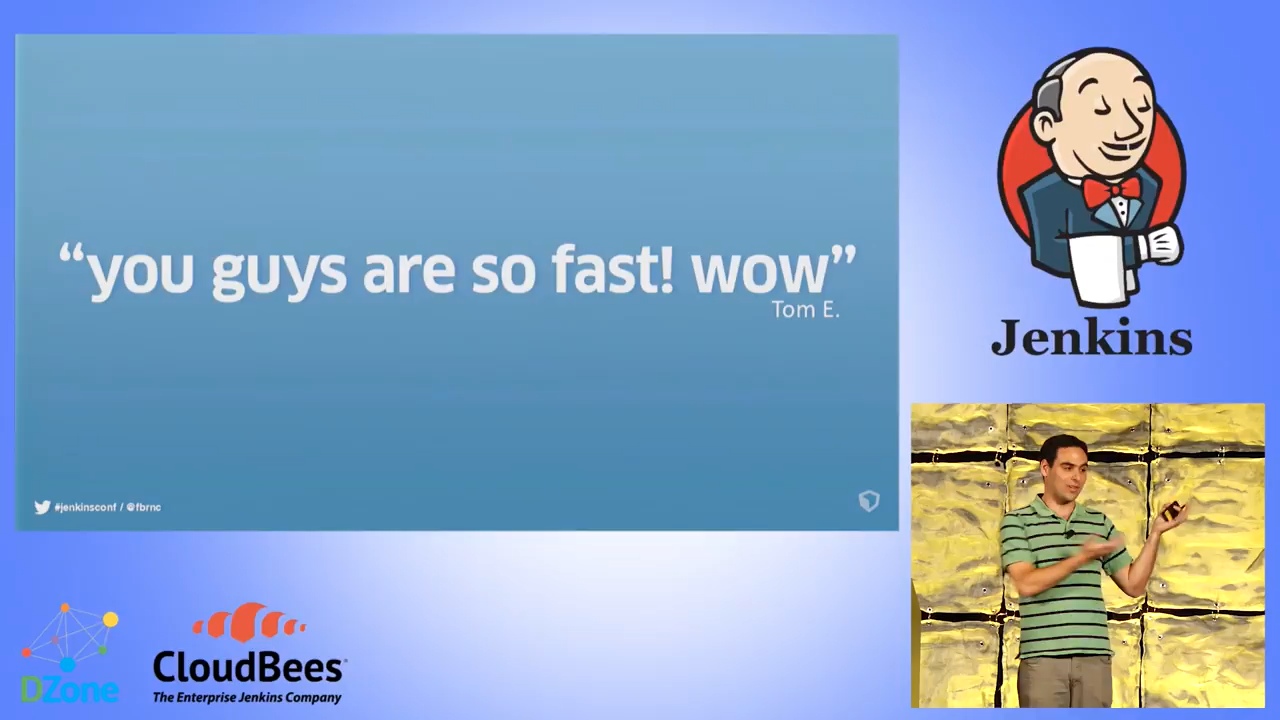 “you guys are so fast! wow”
Tom E.
#jenkinsconf / @fbrnc
Jenkins
DZone
CloudBees
The Enterprise Jenkins Company